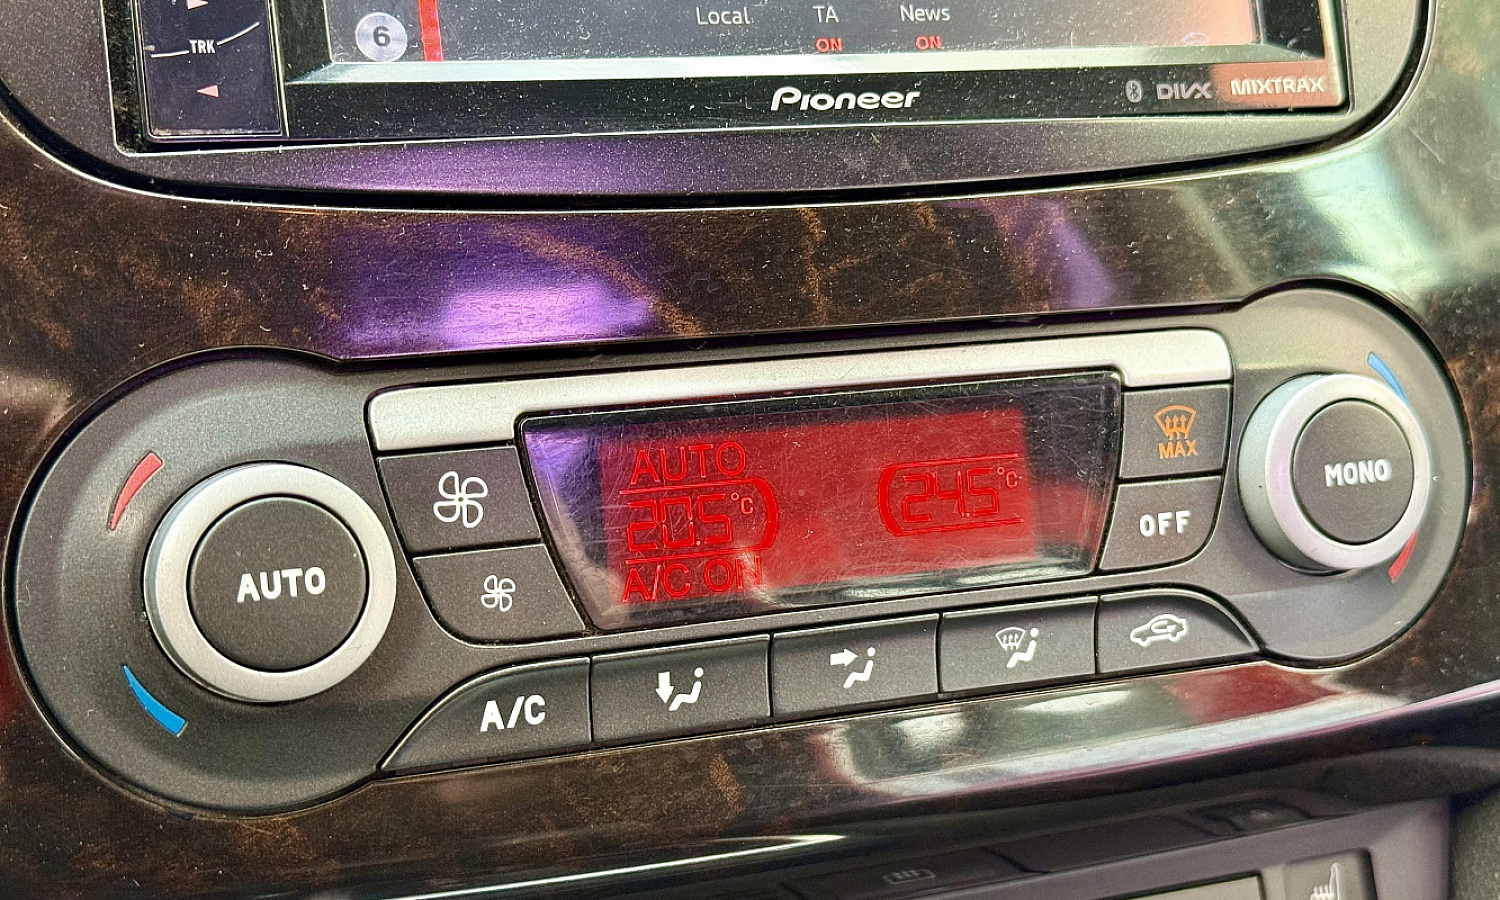 Local TA News
6
ON ON
TRK
Pioneer
DIVX MIXTRAX
AUTO
20.5°C
A/C ON
24.5°C
MAX
OFF
MONO
AUTO
A/C